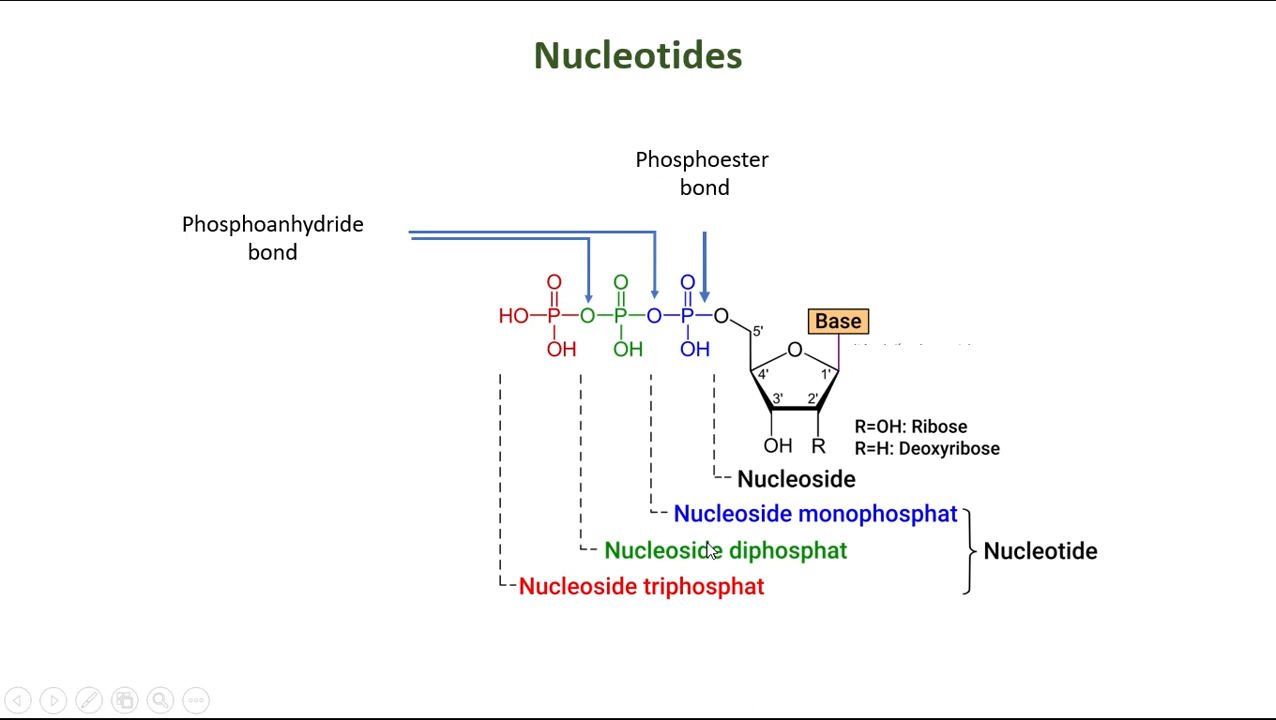 Nucleotides
Phosphoester
bond
Phosphoanhydride
bond
O O O
HO P O P O P O
OH OH OH
5'
Base
O
4' 1'
3' 2'
OH R
R=OH: Ribose
R=H: Deoxyribose
Nucleoside
Nucleoside monophosphat
Nucleoside diphosphat
Nucleotide
Nucleoside triphosphat